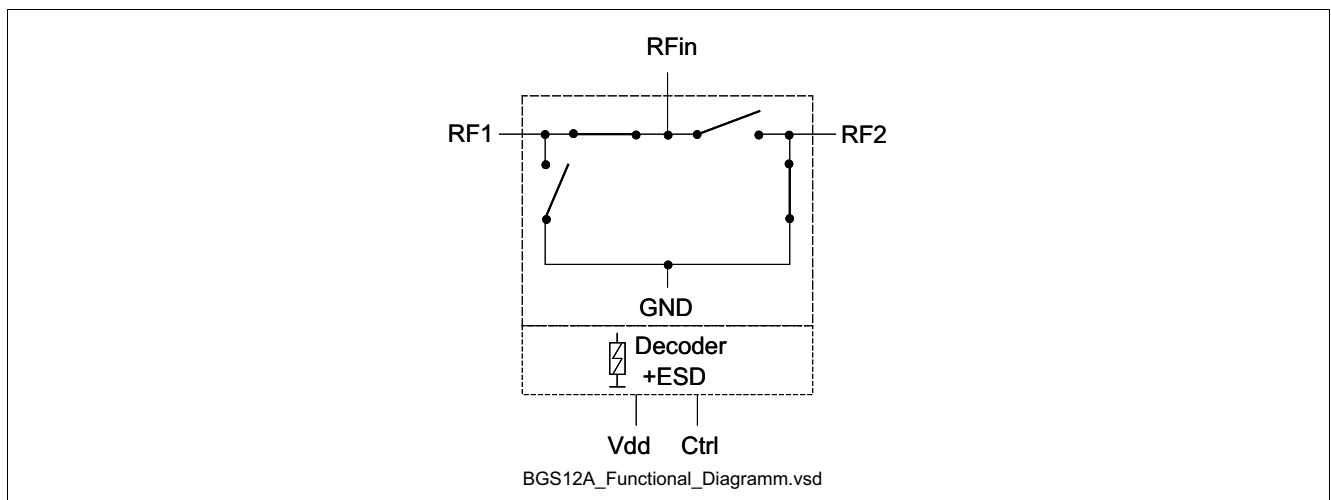 RFin
RF1
RF2
GND
Decoder
+ESD
Vdd Ctrl
BGS12A_Functional_Diagramm.vsd